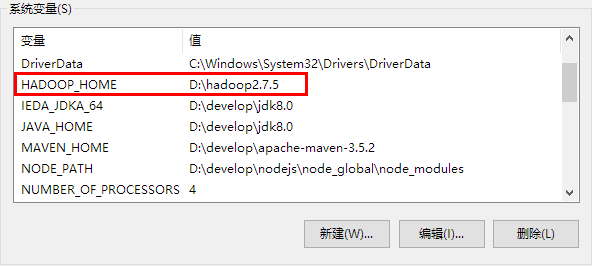 系统变量(S)
变量 值
DriverData C:\Windows\System32\Drivers\DriverData
HADOOP_HOME D:\hadoop2.7.5
IEDA_JDKA_64 D:\develop\jdk8.0
JAVA_HOME D:\develop\jdk8.0
MAVEN_HOME D:\develop\apache-maven-3.5.2
NODE_PATH D:\develop\nodejs\node_global\node_modules
NUMBER_OF_PROCESSORS 4
新建(W)... 编辑(I)... 删除(L)